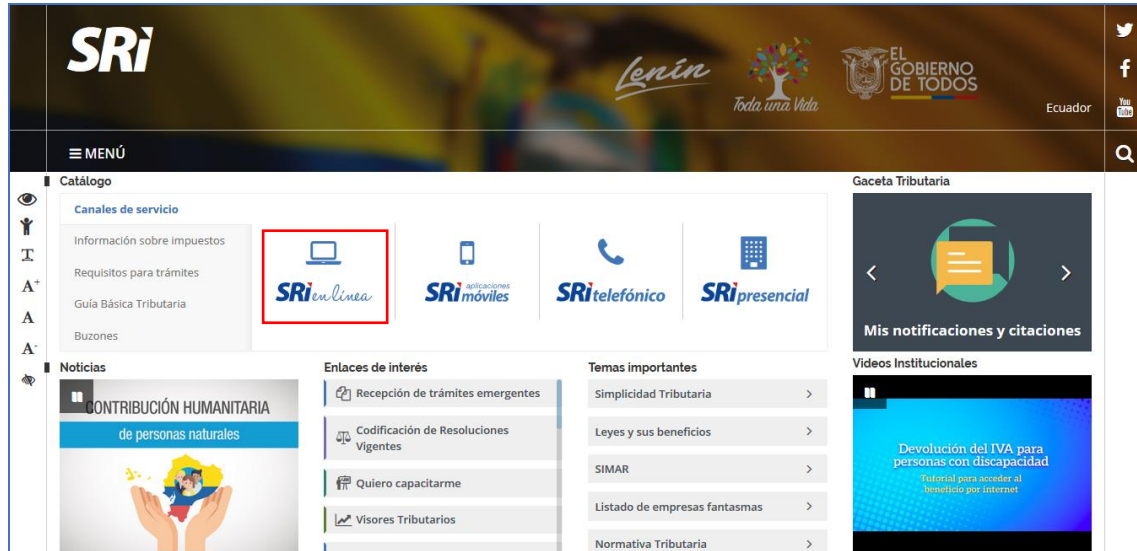 SRi
Lenín
Toda una Vida
EL
GOBIERNO
DE TODOS
Ecuador
You
Tube
MENÚ
Catálogo
Canales de servicio
Información sobre impuestos
Requisitos para trámites
Guía Básica Tributaria
Buzones
SRi en línea
SRi aplicaciones móviles
SRi telefónico
SRi presencial
Gaceta Tributaria
Mis notificaciones y citaciones
T
A+
A
A-
Noticias
CONTRIBUCIÓN HUMANITARIA
de personas naturales
Enlaces de interés
Recepción de trámites emergentes
Codificación de Resoluciones
Vigentes
Quiero capacitarme
Visores Tributarios
Temas importantes
Simplicidad Tributaria
Leyes y sus beneficios
SIMAR
Listado de empresas fantasmas
Normativa Tributaria
Videos Institucionales
Devolución del IVA para
personas con discapacidad
Tutorial para acceder al
beneficio por internet